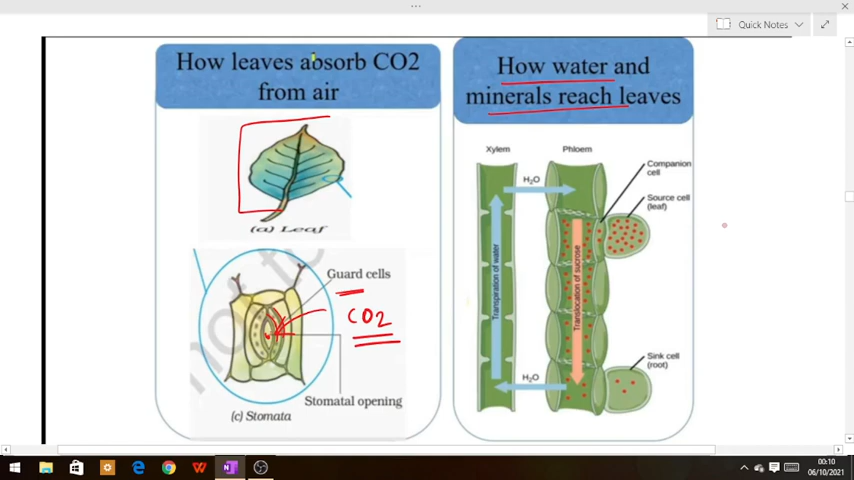 Quick Notes
How leaves absorb CO2
from air
(a) Leaf
Guard cells
CO2
Stomatal opening
(c) Stomata
not t
How water and
minerals reach leaves
Xylem
Phloem
H₂O
Companion
cell
Source cell
(leaf)
Transpiration of water
Translocation of sucrose
Sink cell
(root)
H₂O
00:10
06/10/2021